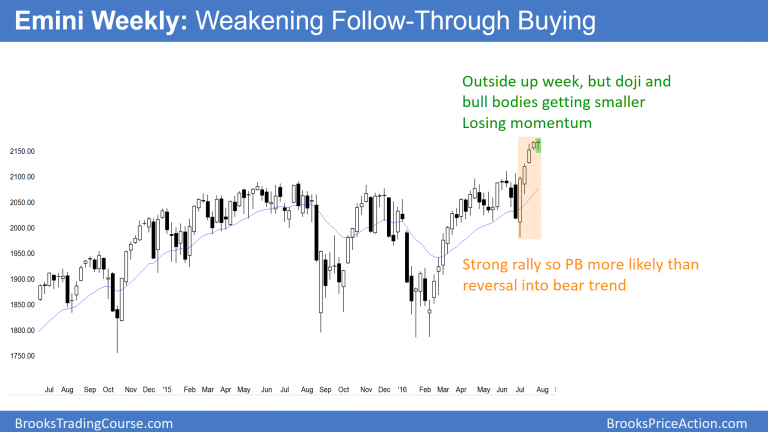 Emini Weekly: Weakening Follow-Through Buying
Outside up week, but doji and
bull bodies getting smaller
Losing momentum
2150.00
2100.00
2050.00
2000.00
1950.00
1900.00
1850.00
1800.00
1750.00
Strong rally so PB more likely than
reversal into bear trend
Jul Aug Sep Oct Nov Dec '15 Feb Mar Apr May Jun Jul Aug Sep Oct Nov Dec '16 Feb Mar Apr May Jun Jul Aug
BrooksTradingCourse.com BrooksPriceAction.com